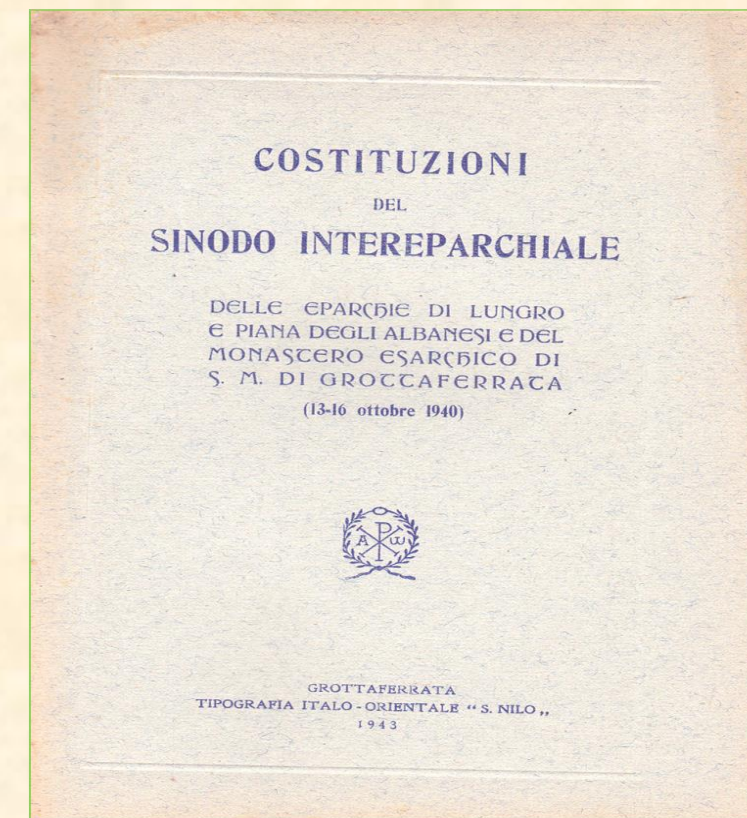 COSTITUZIONI
DEL
SINODO INTEREPARCHIALE
DELLE EPARCHIE DI LUNGRO
E PIANA DEGLI ALBANESI E DEL
MONASTERO ESARCHICO DI
S. M. DI GROTTAFERRATA
(13-16 ottobre 1940)
A P ω
GROTTAFERRATA
TIPOGRAFIA ITALO - ORIENTALE “ S. NILO „
1943